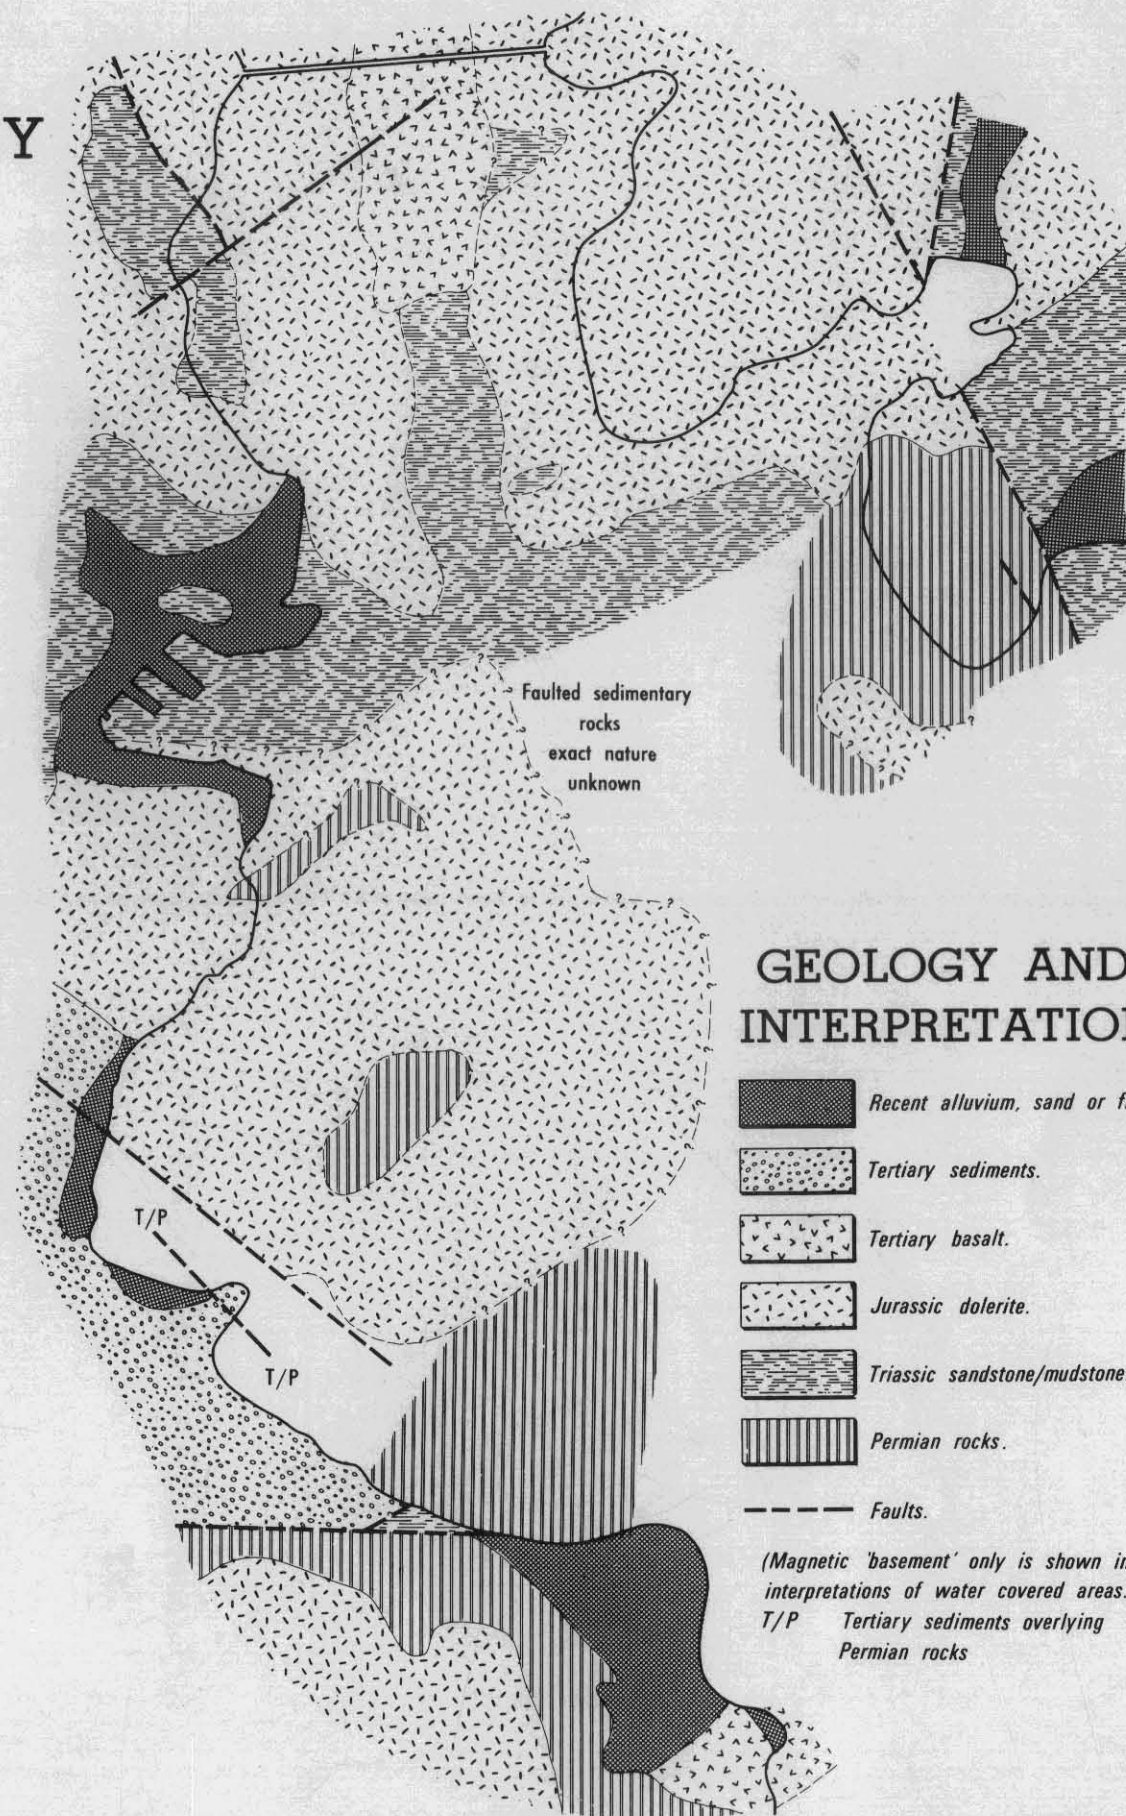 Y
Faulted sedimentary
rocks
exact nature
unknown
GEOLOGY AND
INTERPRETATION
Recent alluvium, sand or f
Tertiary sediments.
Tertiary basalt.
Jurassic dolerite.
Triassic sandstone/mudstone
Permian rocks.
Faults.
(Magnetic 'basement' only is shown in
interpretations of water covered areas.
T/P Tertiary sediments overlying
Permian rocks
T/P
T/P